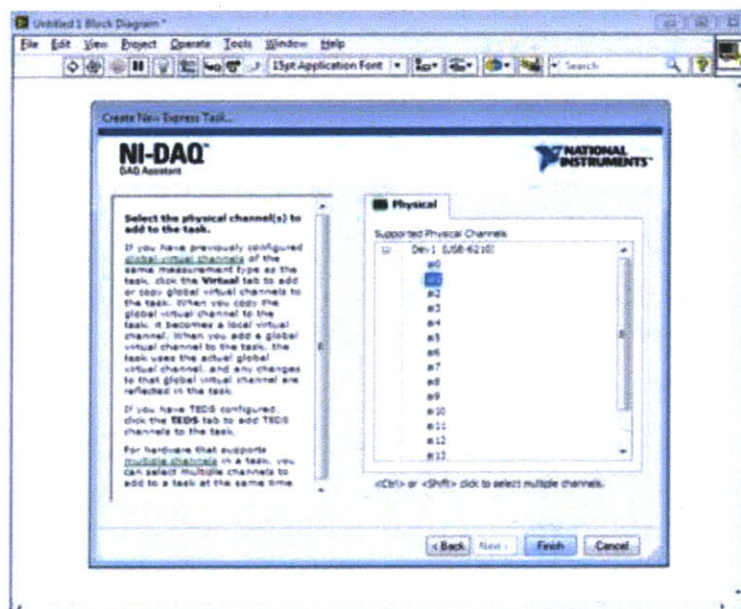 Untitled 1 Block Diagram *
File Edit View Project Operate Tools Window Help
15pt Application Font
Search
Create New Express Task...
NI-DAQ™
DAQ Assistant
NATIONAL
INSTRUMENTS™
Select the physical channel(s) to
add to the task.
If you have previously configured
global virtual channels of the
same measurement type as the
task, click the Virtual tab to add
or copy global virtual channels to
the task. When you copy the
global virtual channel to the
task, it becomes a local virtual
channel. When you add a global
virtual channel to the task, the
task uses the actual global
virtual channel, and any changes
to that global virtual channel are
reflected in the task.
If you have TEDS configured,
click the TEDS tab to add TEDS
channels to the task.
For hardware that supports
multiple channels in a task, you
can select multiple channels to
add to a task at the same time
Physical
Supported Physical Channels
Dev1 (USB-6210)
ai0
ai1
ai2
ai3
ai4
ai5
ai6
ai7
ai8
ai9
ai10
ai11
ai12
ai13
<Ctrl> or <Shift> click to select multiple channels.
< Back Next > Finish Cancel